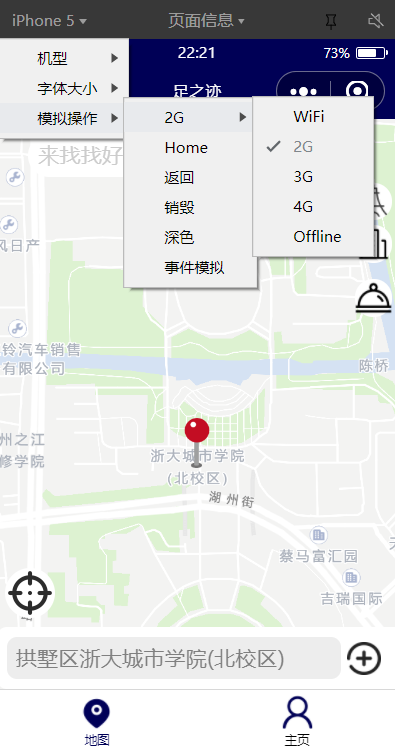 iPhone 5 页面信息
22:21 73%
机型
字体大小
模拟操作
足之迹
2G
Home
返回
销毁
深色
事件模拟
WiFi
2G
3G
4G
Offline
来找找好
风日产
铃汽车销售
有限公司
陈桥
州之江
修学院
浙大城市学院
(北校区)
湖州街
蔡马富汇园
吉瑞国际
拱墅区浙大城市学院(北校区)
地图 主页